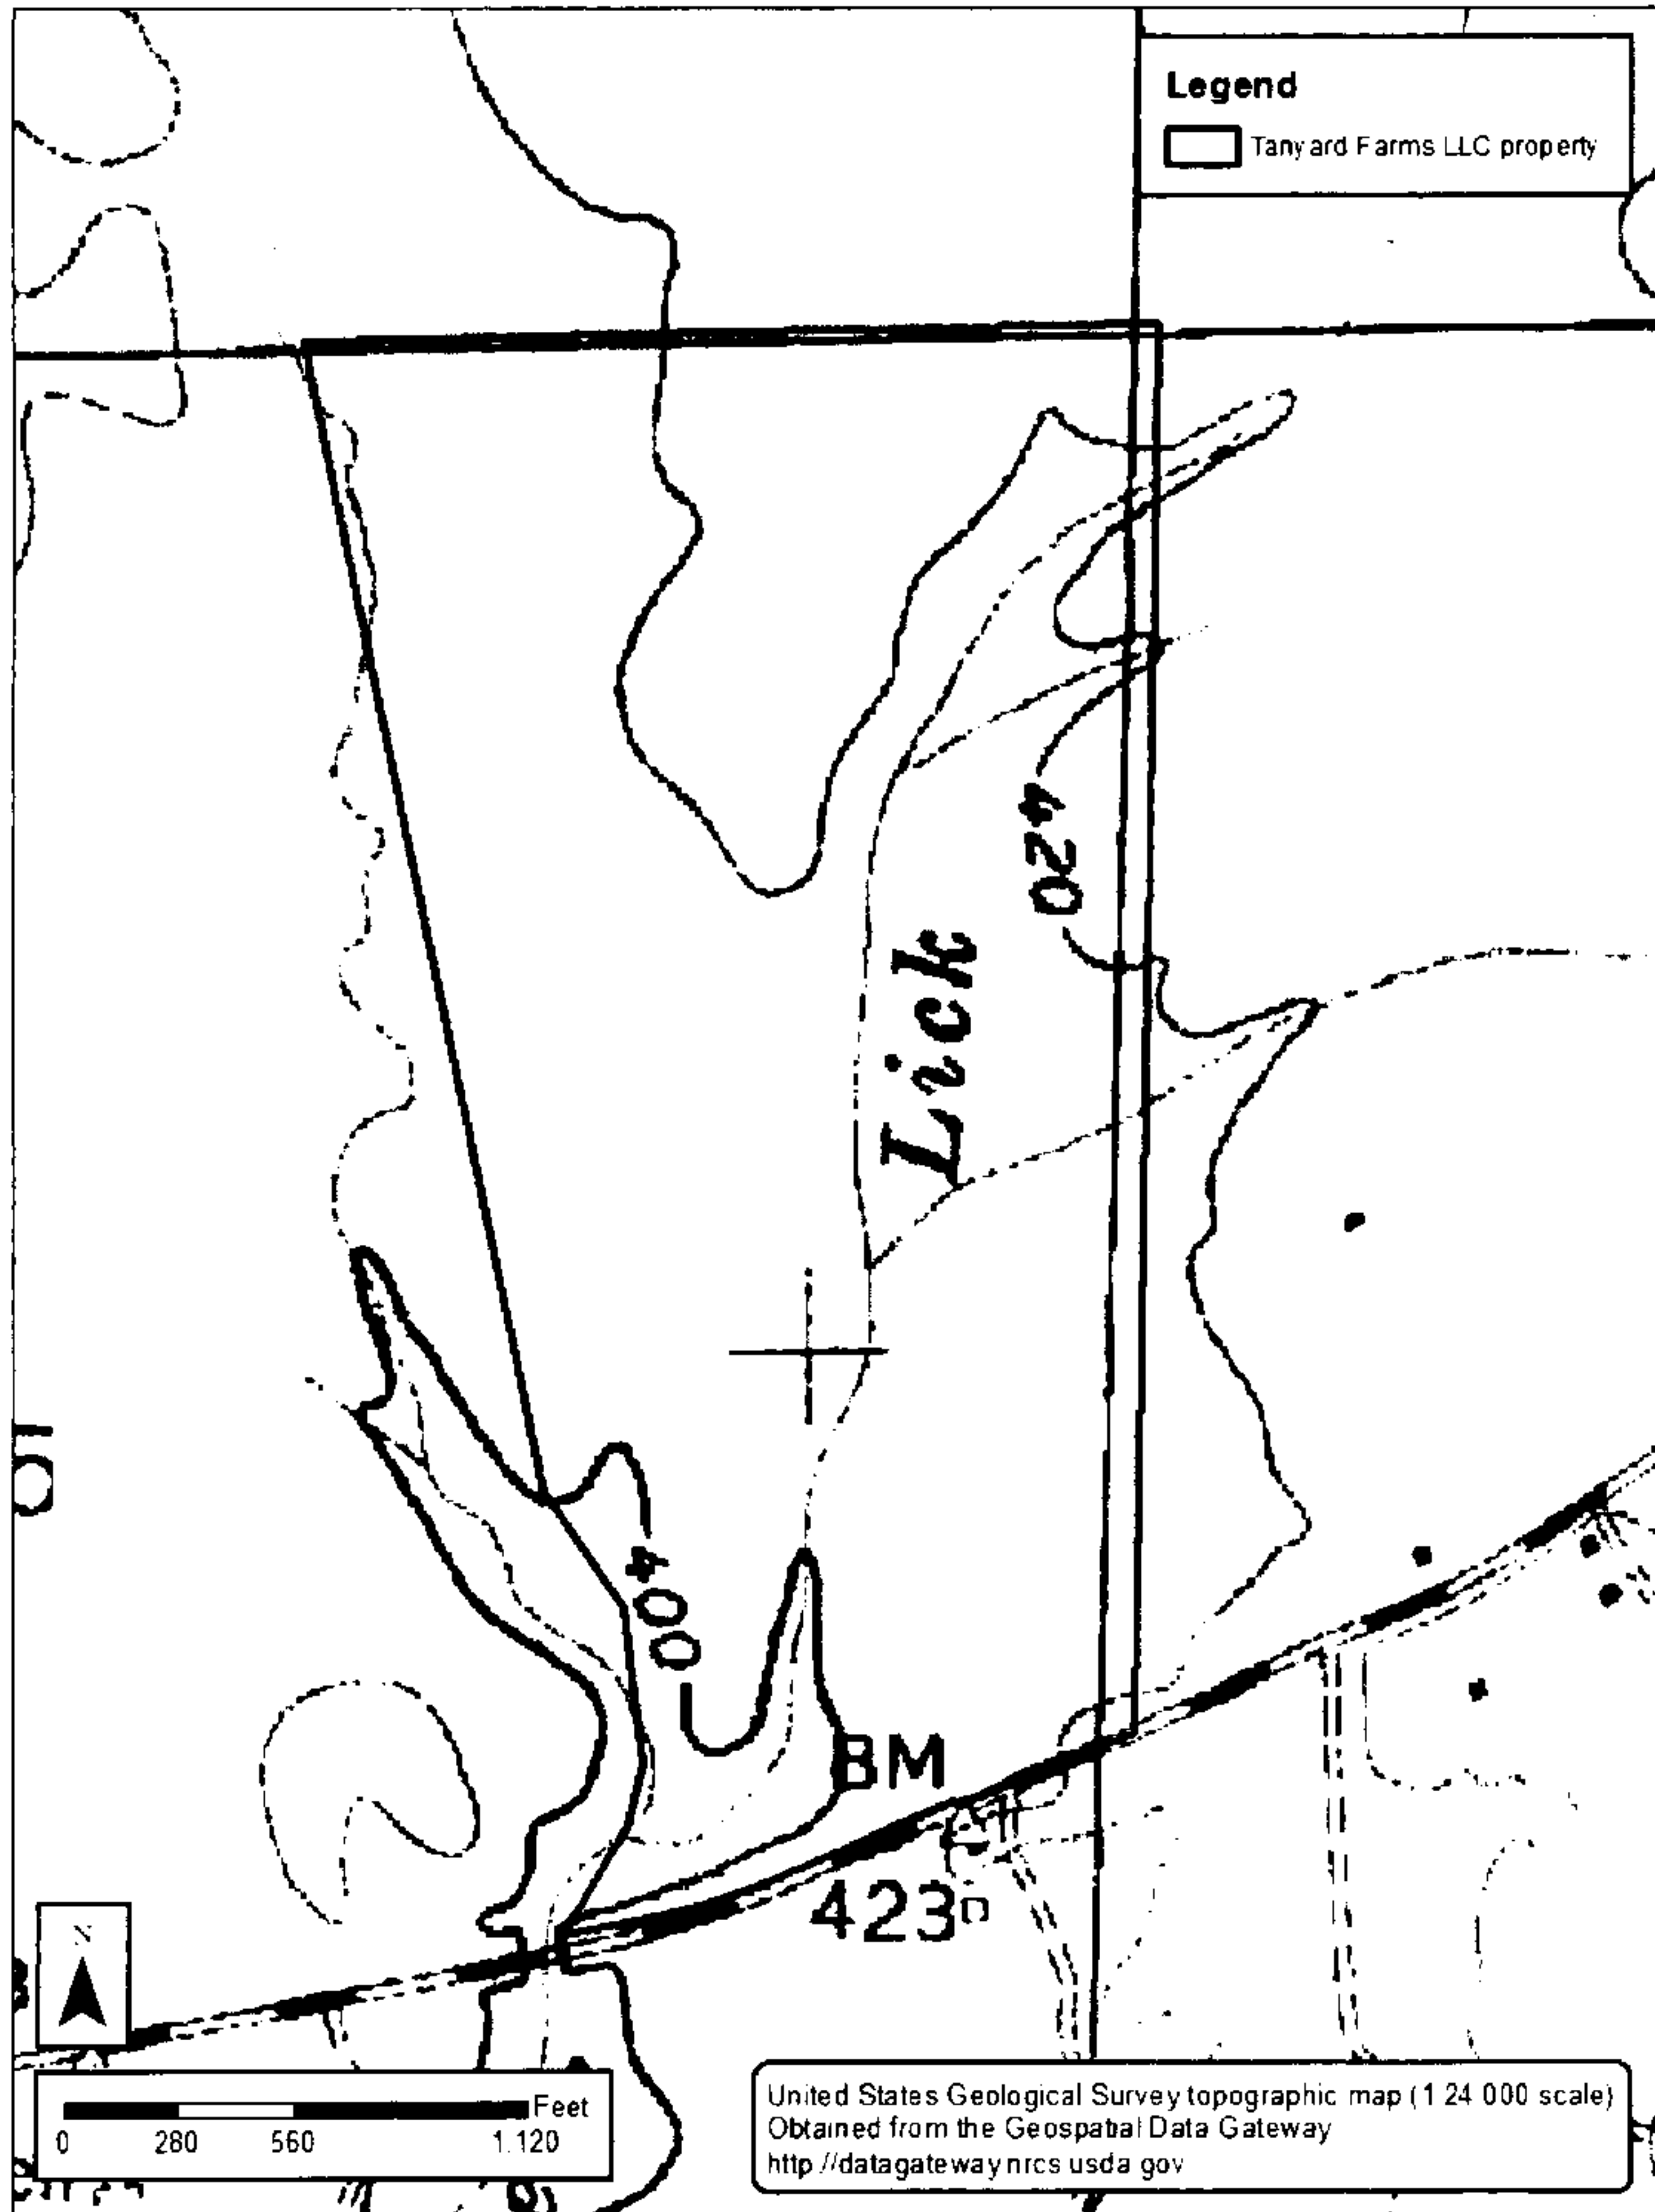 Legend
Tanyard Farms LLC property
420
Lick
400
BM
423
N
Feet
0 280 560 1.120
United States Geological Survey topographic map (1 24 000 scale)
Obtained from the Geospatial Data Gateway
http //datagateway nrcs usda gov